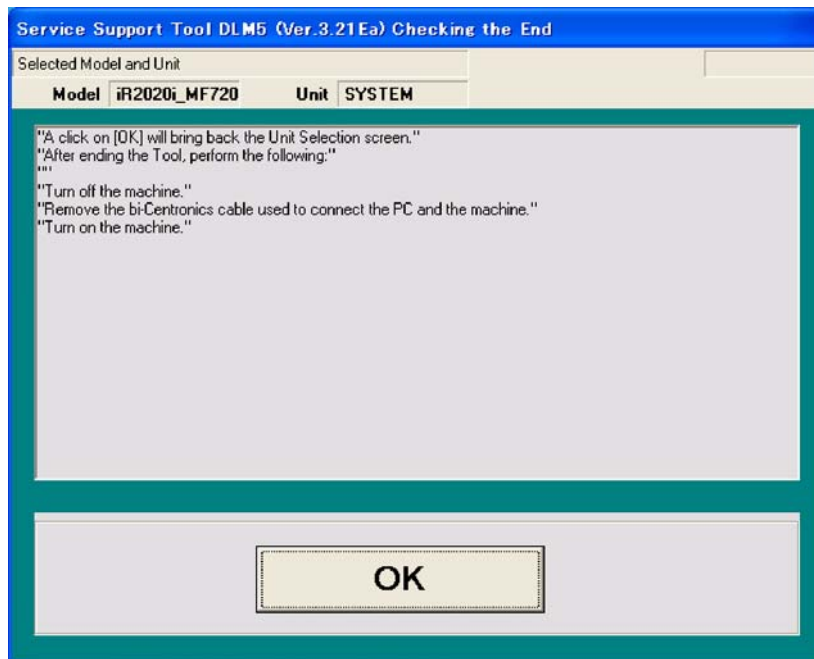 Service Support Tool DLM5 (Ver.3.21Ea) Checking the End
Selected Model and Unit
Model iR2020i_MF720 Unit SYSTEM
"A click on [OK] will bring back the Unit Selection screen."
"After ending the Tool, perform the following:"
""
"Turn off the machine."
"Remove the bi-Centronics cable used to connect the PC and the machine."
"Turn on the machine."
OK